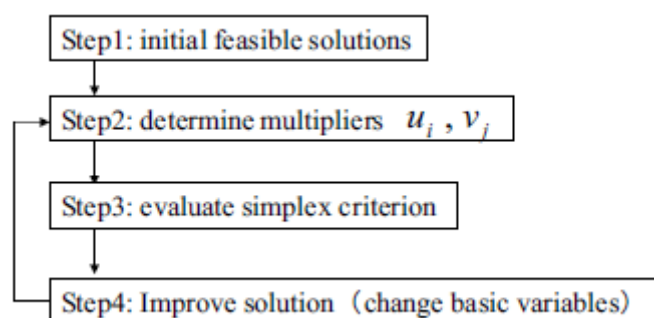 Step1: initial feasible solutions
Step2: determine multipliers u_i , v_j
Step3: evaluate simplex criterion
Step4: Improve solution（change basic variables）